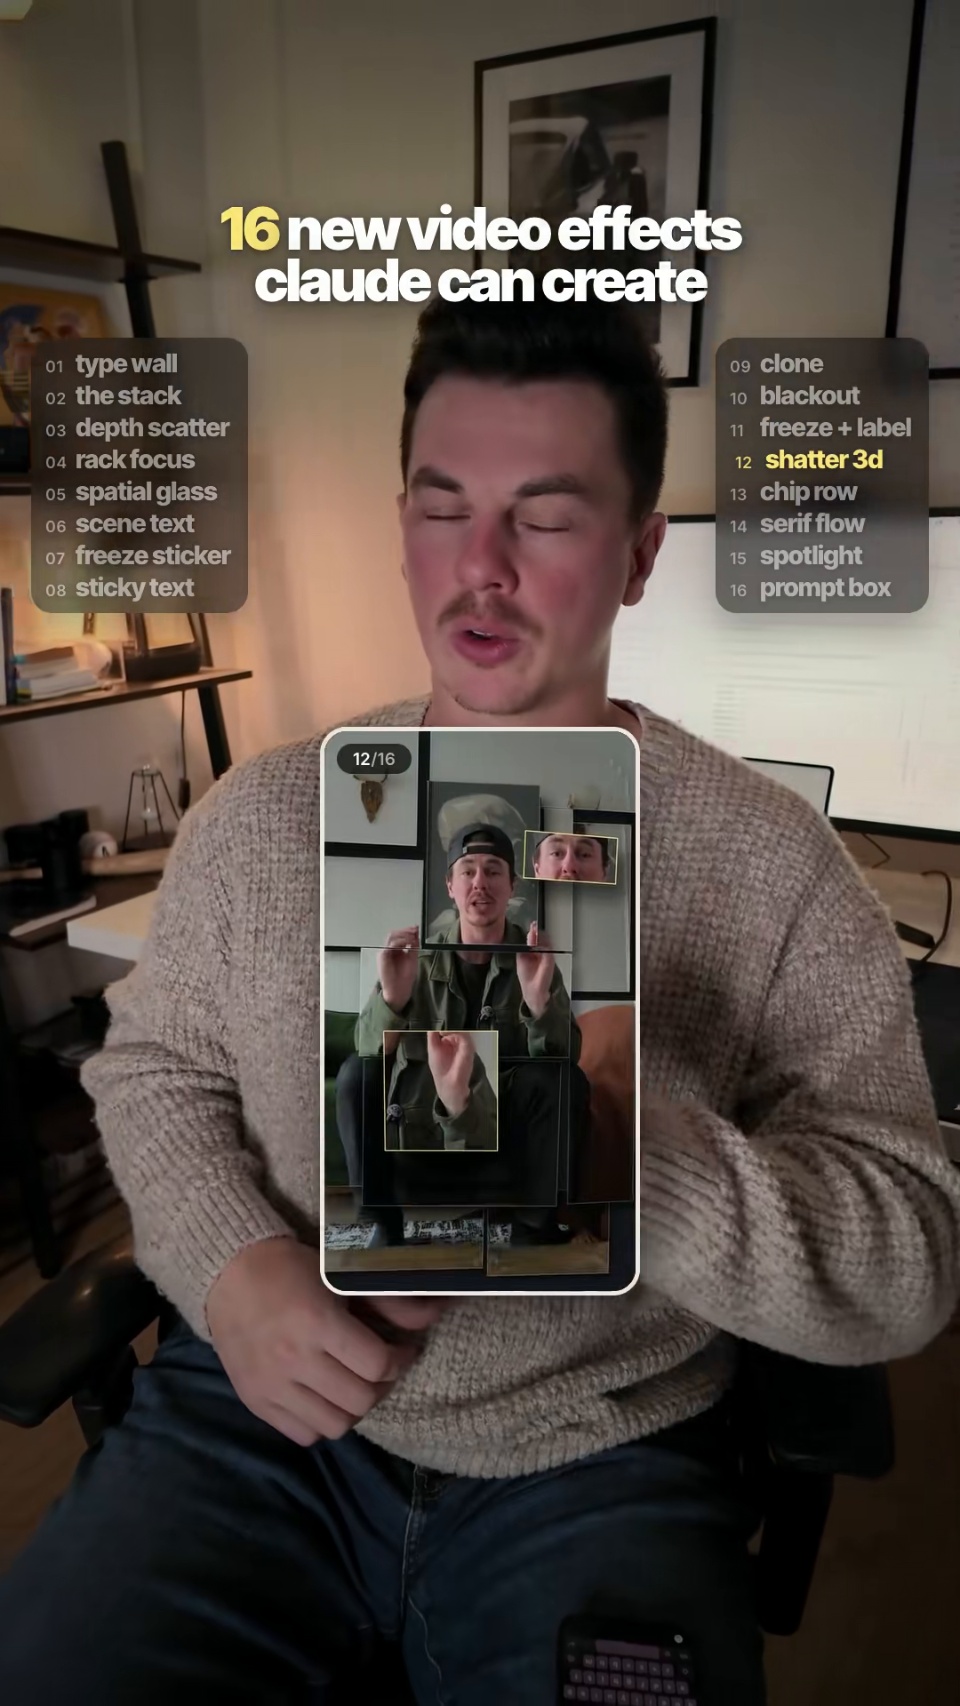 16 new video effects
claude can create
01 type wall
02 the stack
03 depth scatter
04 rack focus
05 spatial glass
06 scene text
07 freeze sticker
08 sticky text
09 clone
10 blackout
11 freeze + label
12 shatter 3d
13 chip row
14 serif flow
15 spotlight
16 prompt box
12/16